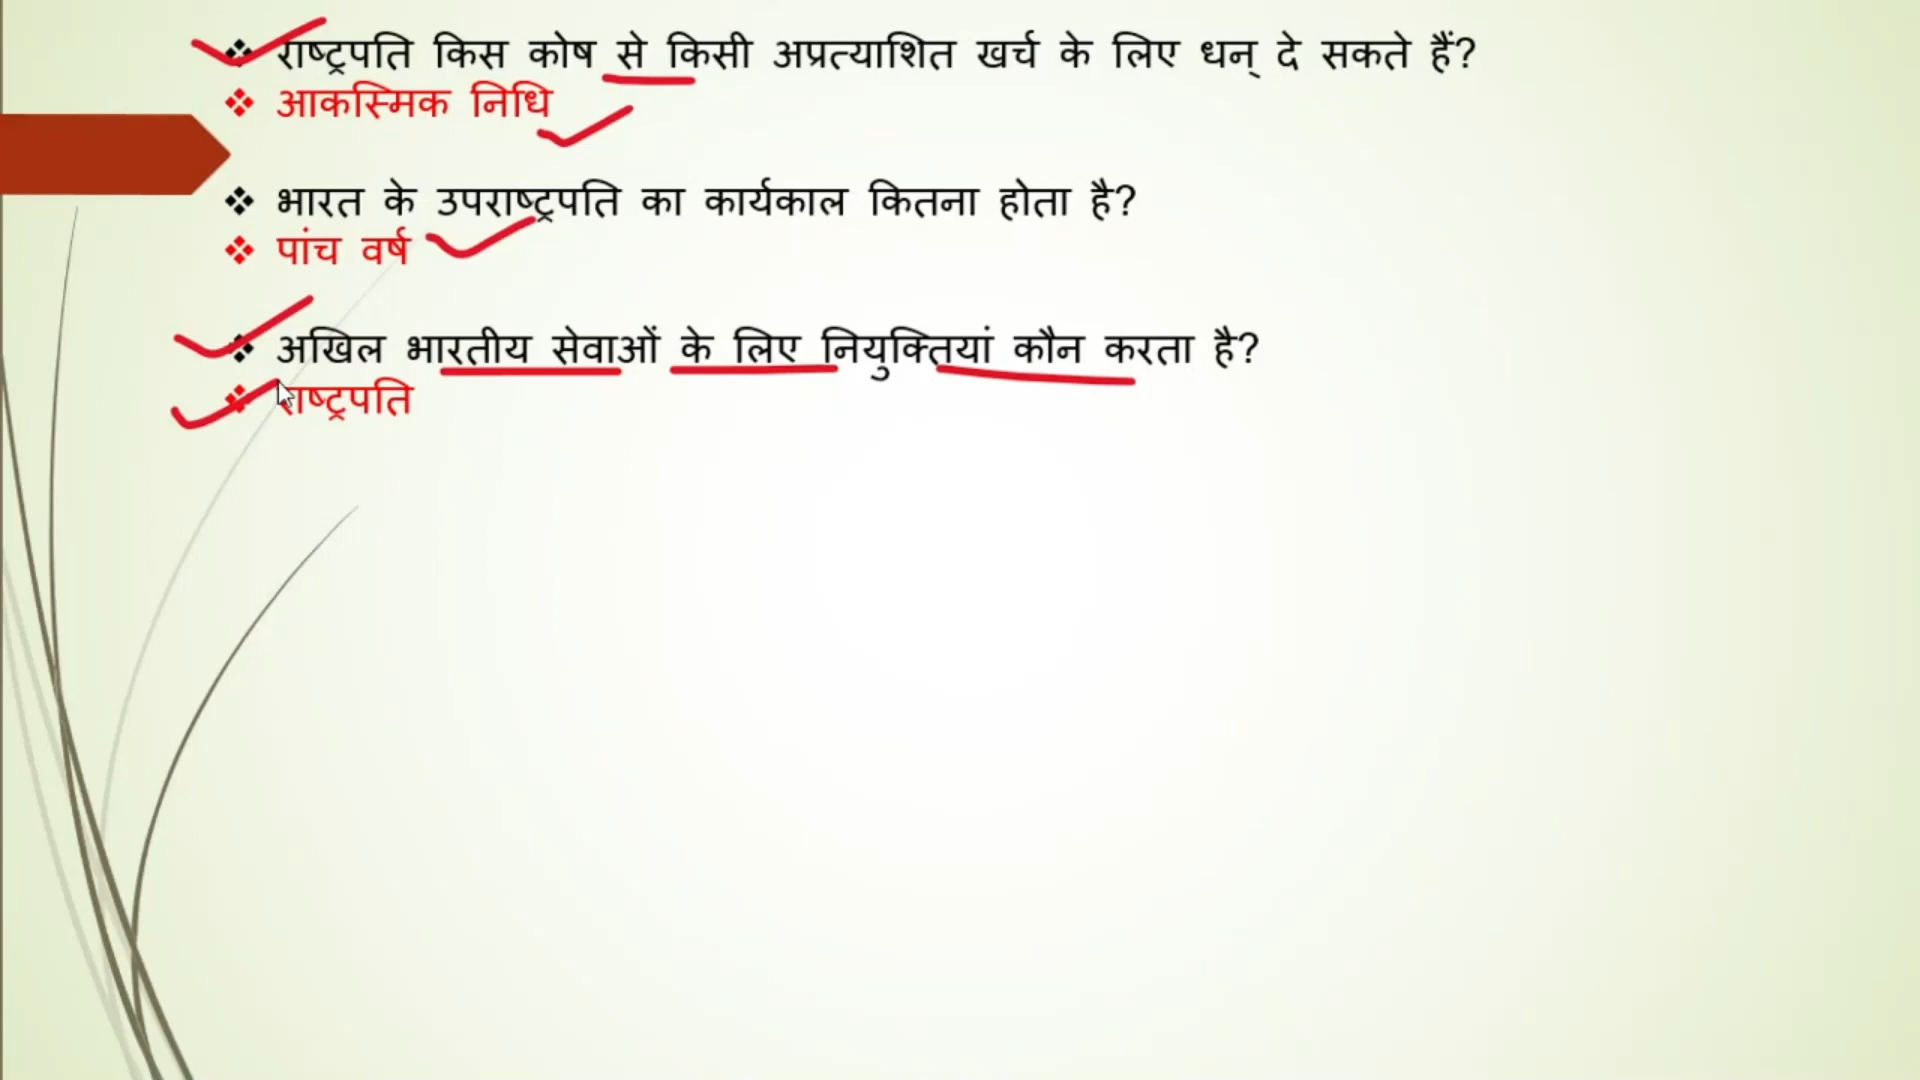 ❖ राष्ट्रपति किस कोष से किसी अप्रत्याशित खर्च के लिए धन् दे सकते हैं?
❖ आकस्मिक निधि
❖ भारत के उपराष्ट्रपति का कार्यकाल कितना होता है?
❖ पांच वर्ष
❖ अखिल भारतीय सेवाओं के लिए नियुक्तियां कौन करता है?
❖ राष्ट्रपति